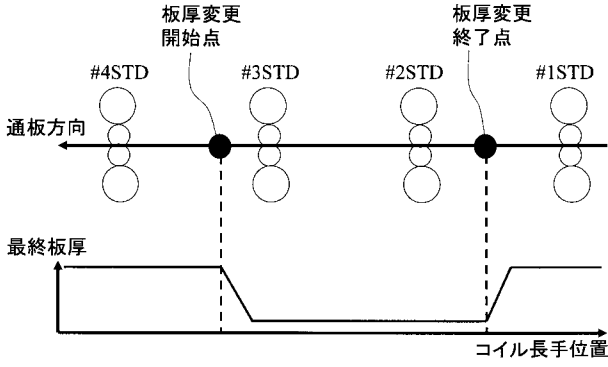 板厚変更
開始点
板厚変更
終了点
#4STD
#3STD
#2STD
#1STD
通板方向
最終板厚
コイル長手位置